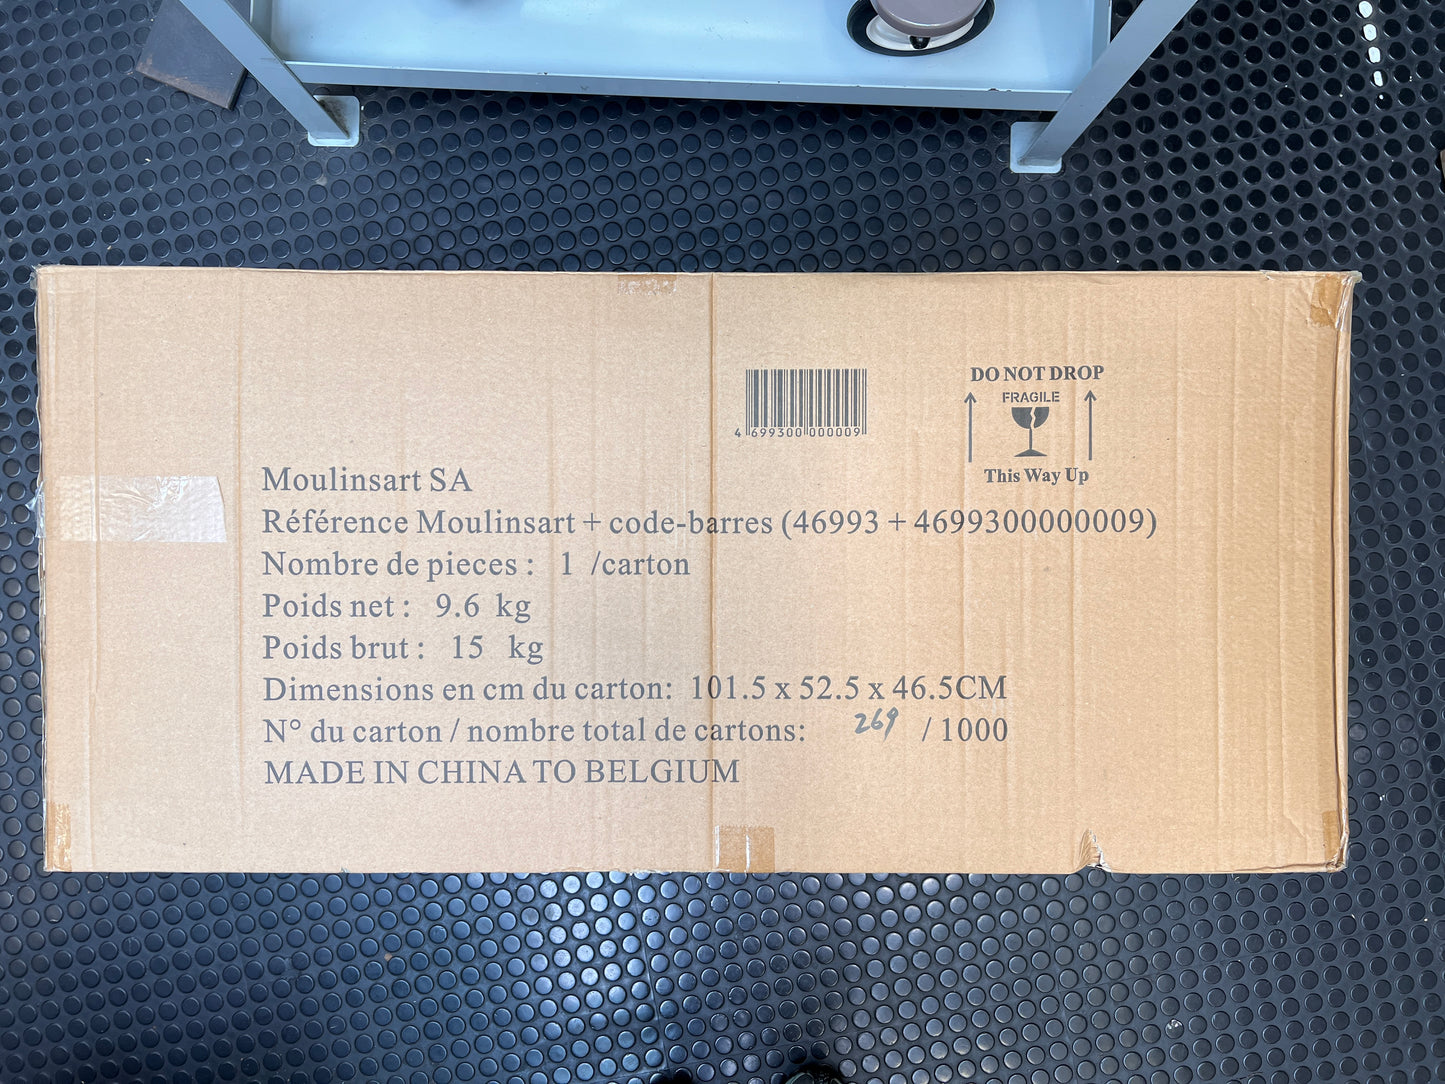 DO NOT DROP
FRAGILE
This Way Up
4 699300 000009
Moulinsart SA
Référence Moulinsart + code-barres (46993 + 4699300000009)
Nombre de pieces : 1 /carton
Poids net : 9.6 kg
Poids brut : 15 kg
Dimensions en cm du carton: 101.5 x 52.5 x 46.5CM
N° du carton / nombre total de cartons: 269 / 1000
MADE IN CHINA TO BELGIUM